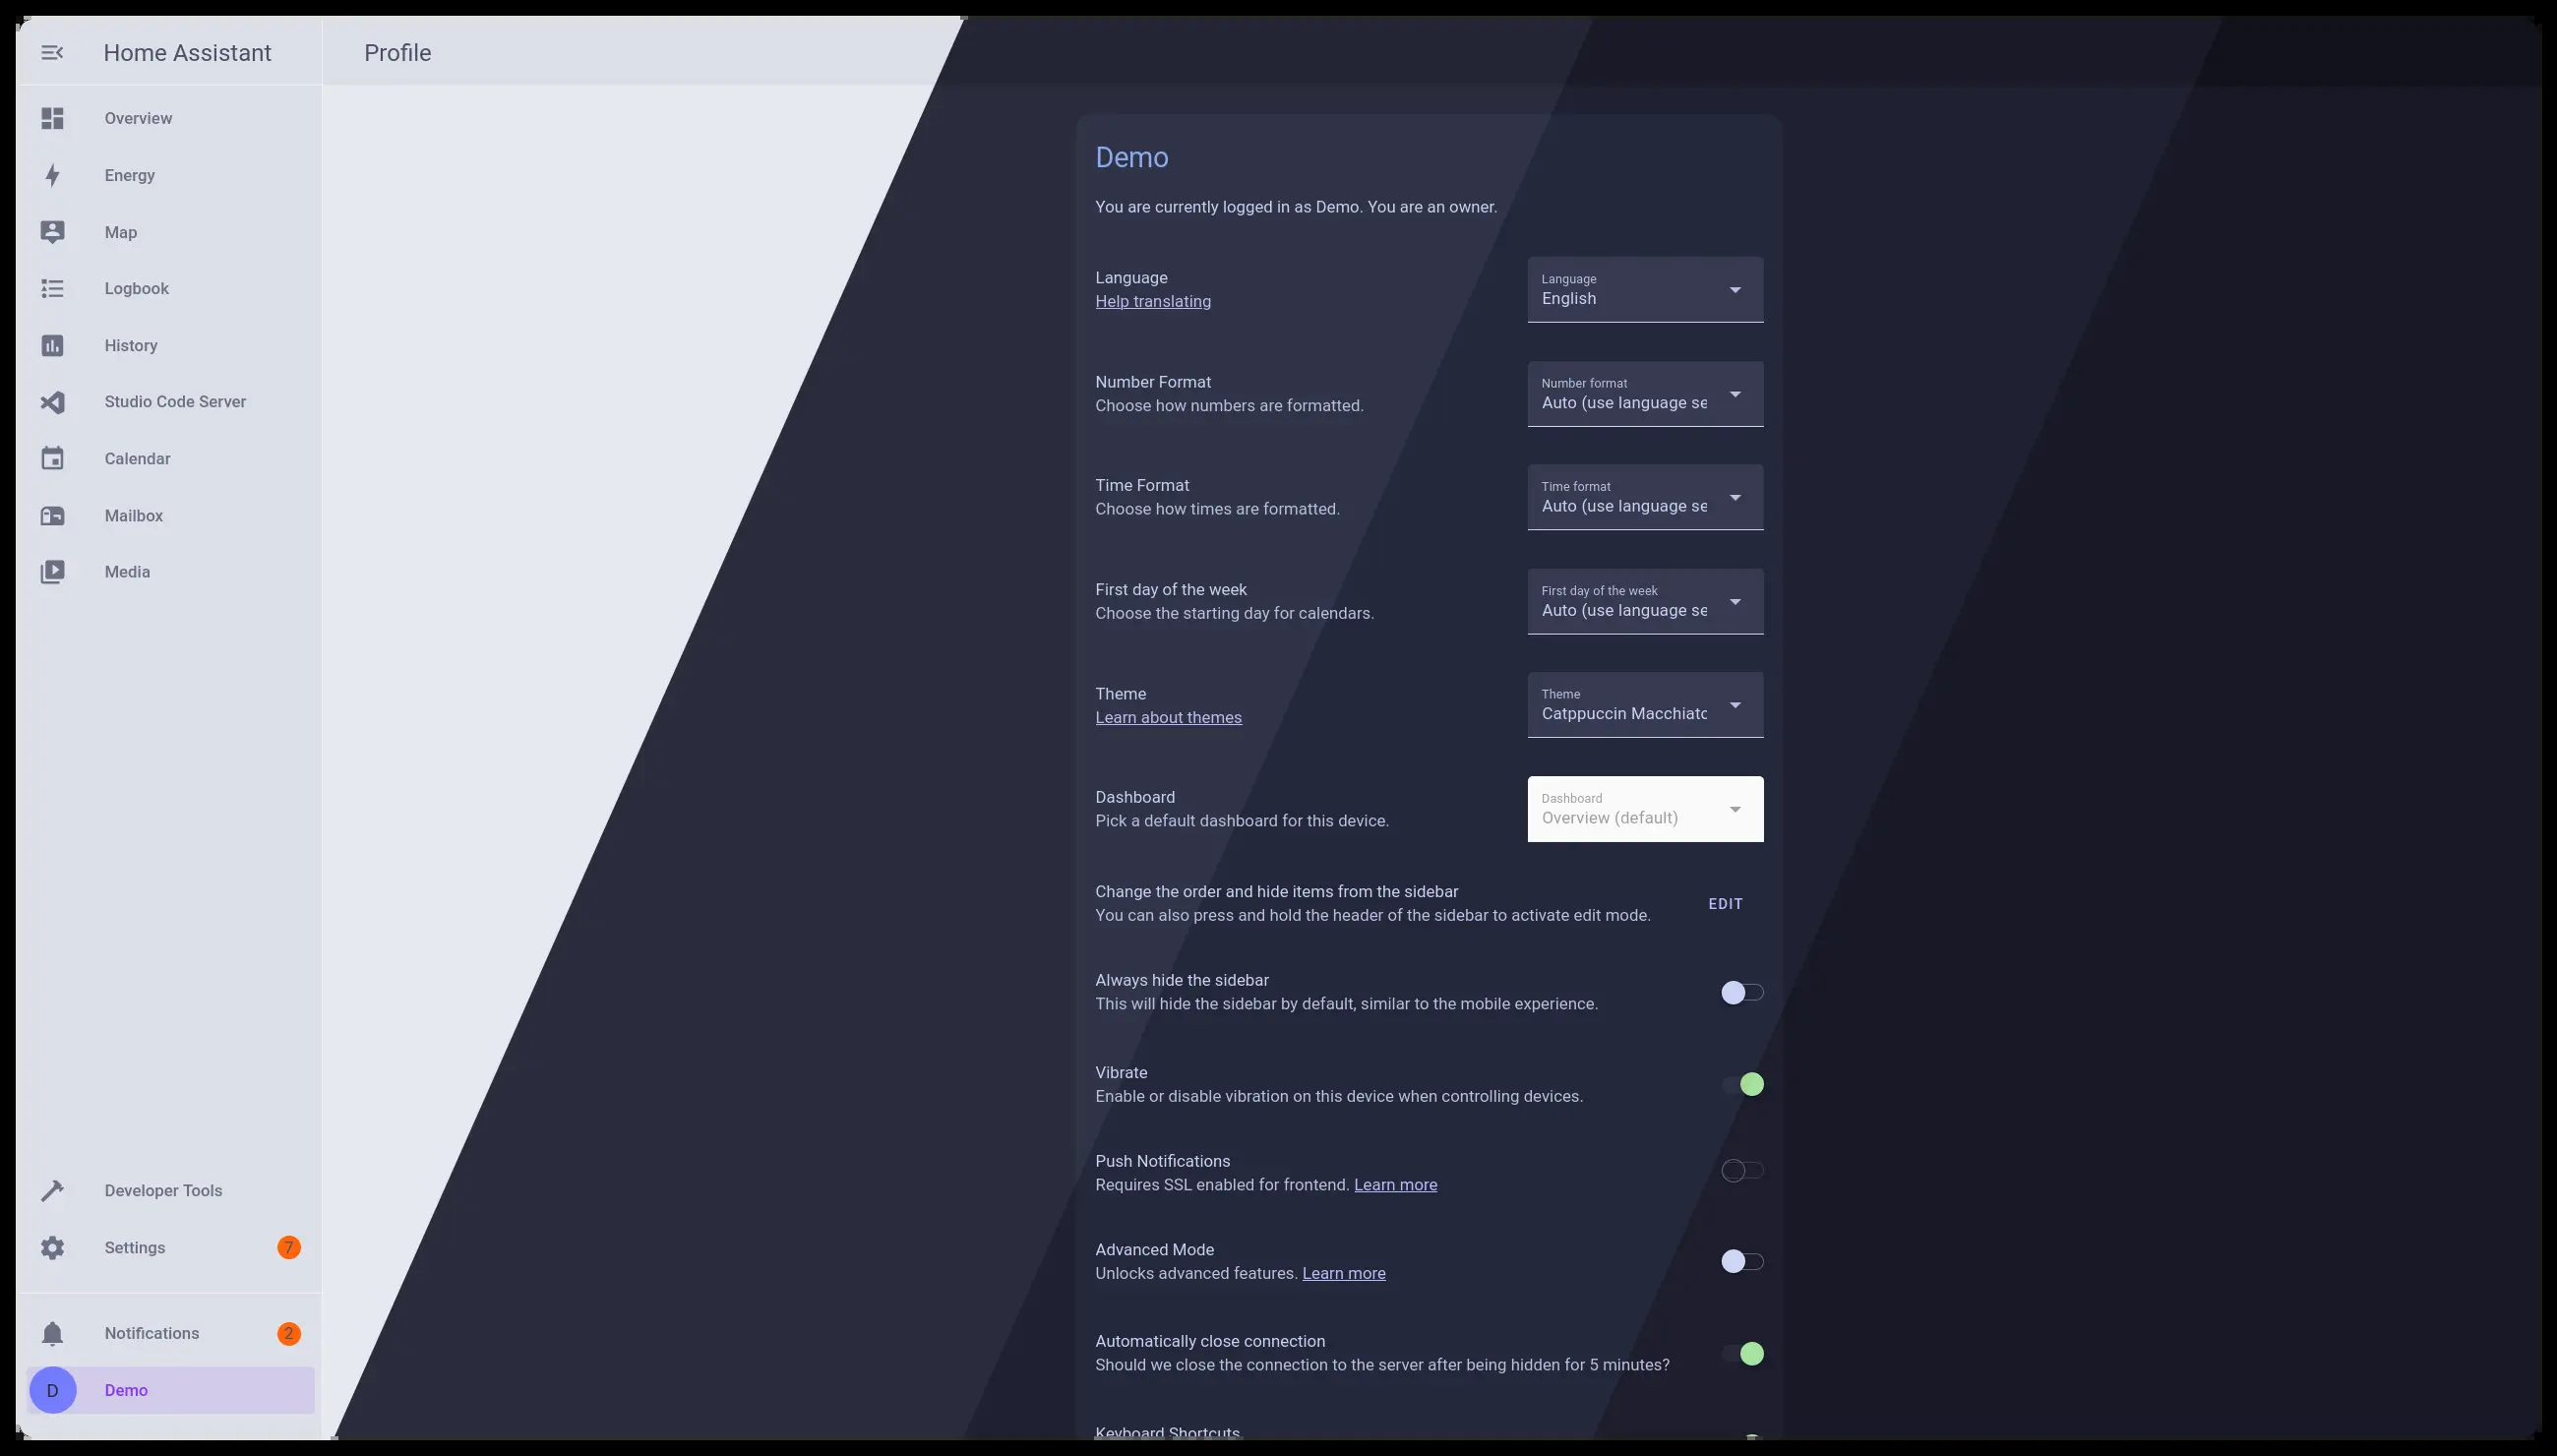 Home Assistant
Profile
Overview
Energy
Map
Logbook
History
Studio Code Server
Calendar
Mailbox
Media
Developer Tools
Settings
7
Notifications
2
D
Demo
Demo
You are currently logged in as Demo. You are an owner.
Language
Help translating
Language
English
Number Format
Choose how numbers are formatted.
Number format
Auto (use language se
Time Format
Choose how times are formatted.
Time format
Auto (use language se
First day of the week
Choose the starting day for calendars.
First day of the week
Auto (use language se
Theme
Learn about themes
Theme
Catppuccin Macchiato
Dashboard
Pick a default dashboard for this device.
Dashboard
Overview (default)
Change the order and hide items from the sidebar
You can also press and hold the header of the sidebar to activate edit mode.
EDIT
Always hide the sidebar
This will hide the sidebar by default, similar to the mobile experience.
Vibrate
Enable or disable vibration on this device when controlling devices.
Push Notifications
Requires SSL enabled for frontend. Learn more
Advanced Mode
Unlocks advanced features. Learn more
Automatically close connection
Should we close the connection to the server after being hidden for 5 minutes?
Keyboard Shortcuts